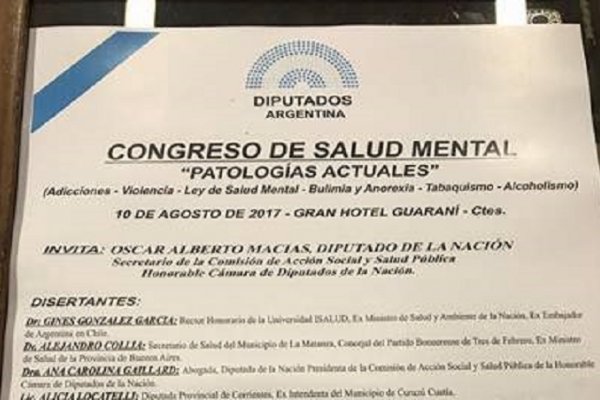 DIPUTADOS
ARGENTINA
CONGRESO DE SALUD MENTAL
"PATOLOGÍAS ACTUALES"
(Adicciones - Violencia - Ley de Salud Mental - Bulimia y Anorexia - Tabaquismo - Alcoholismo)
10 DE AGOSTO DE 2017 - GRAN HOTEL GUARANÍ - Ctes.
INVITA: OSCAR ALBERTO MACIAS, DIPUTADO DE LA NACIÓN
Secretario de la Comisión de Acción Social y Salud Pública
Honorable Cámara de Diputados de la Nación.
DISERTANTES:
Dr. GINES GONZALEZ GARCIA: Rector Honorario de la Universidad ISALUD, Ex Ministro de Salud y Ambiente de la Nación, Ex Embajador
de Argentina en Chile.
Dr. ALEJANDRO COLLIA: Secretario de Salud del Municipio de La Matanza, Concejal del Partido Bonaerense de Tres de Febrero, Ex Ministro
de Salud de la Provincia de Buenos Aires.
Dra. ANA CAROLINA GAILLARD: Abogada, Diputada de la Nación Presidenta de la Comisión de Acción Social y Salud Pública de la Honorable
Cámara de Diputados de la Nación.
Lic. ALICIA LOCATELLI: Diputada Provincial de Corrientes, Ex Intendenta del Municipio de Curuzú Cuatia.